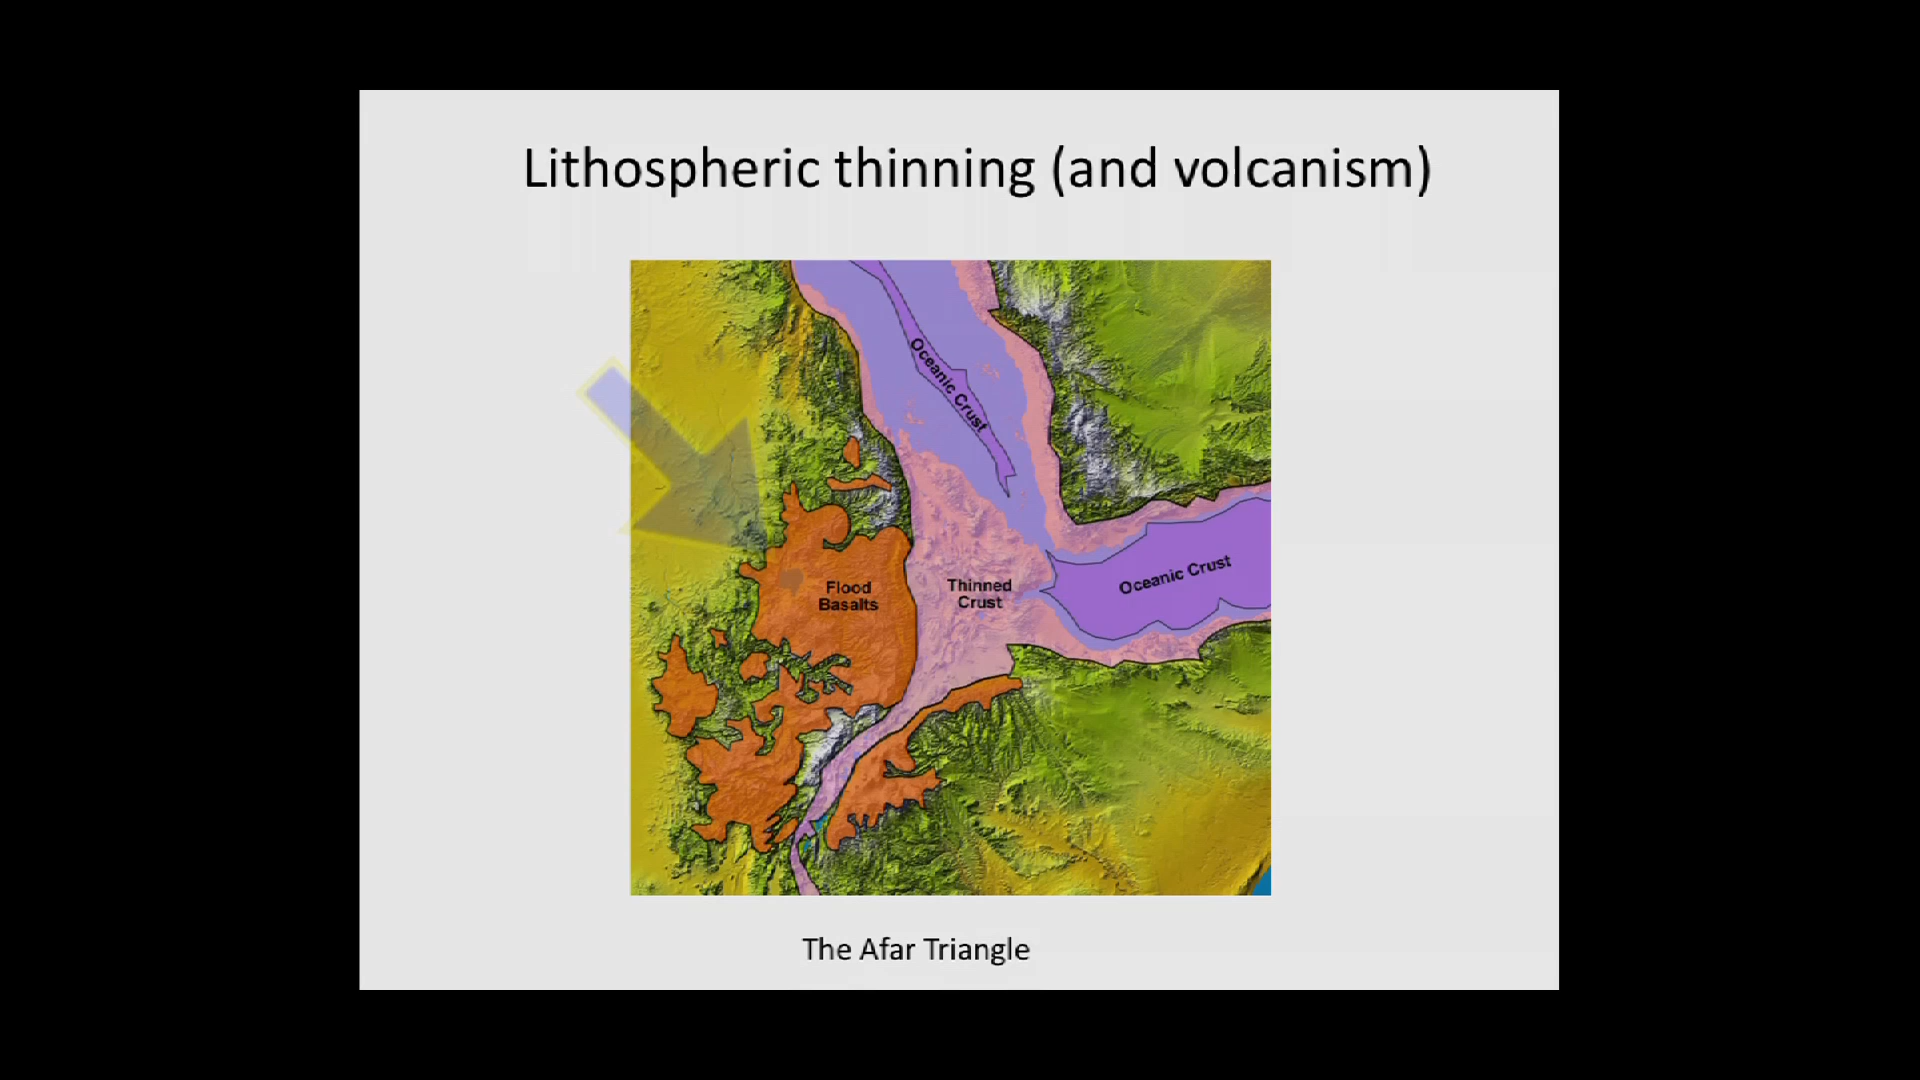 Lithospheric thinning (and volcanism)
Oceanic Crust
Oceanic Crust
Flood
Basalts
Thinned
Crust
The Afar Triangle